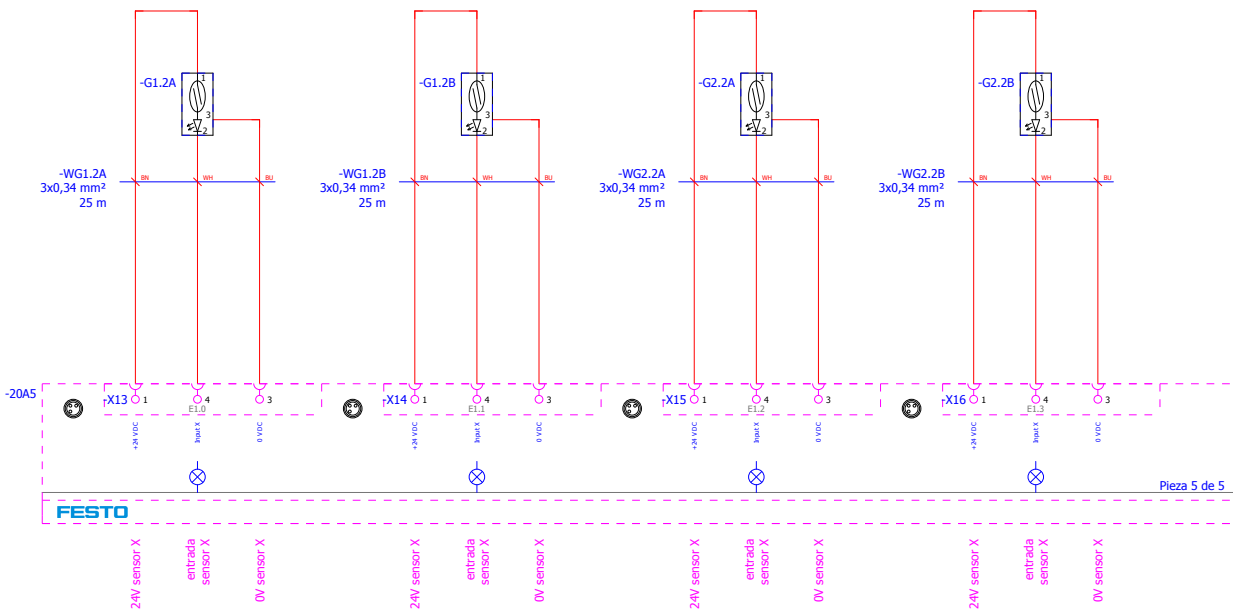 -G1.2A
1
3
2
-G1.2B
1
3
2
-G2.2A
1
3
2
-G2.2B
1
3
2
-WG1.2A
3x0,34 mm²
25 m
BN
WH
BU
-WG1.2B
3x0,34 mm²
25 m
BN
WH
BU
-WG2.2A
3x0,34 mm²
25 m
BN
WH
BU
-WG2.2B
3x0,34 mm²
25 m
BN
WH
BU
-20A5
-X13
1
4
3
E1.0
-X14
1
4
3
E1.1
-X15
1
4
3
E1.2
-X16
1
4
3
E1.3
+24 VDC
Input X
0 VDC
+24 VDC
Input X
0 VDC
+24 VDC
Input X
0 VDC
+24 VDC
Input X
0 VDC
Pieza 5 de 5
FESTO
24V sensor X
entrada
sensor X
0V sensor X
24V sensor X
entrada
sensor X
0V sensor X
24V sensor X
entrada
sensor X
0V sensor X
24V sensor X
entrada
sensor X
0V sensor X